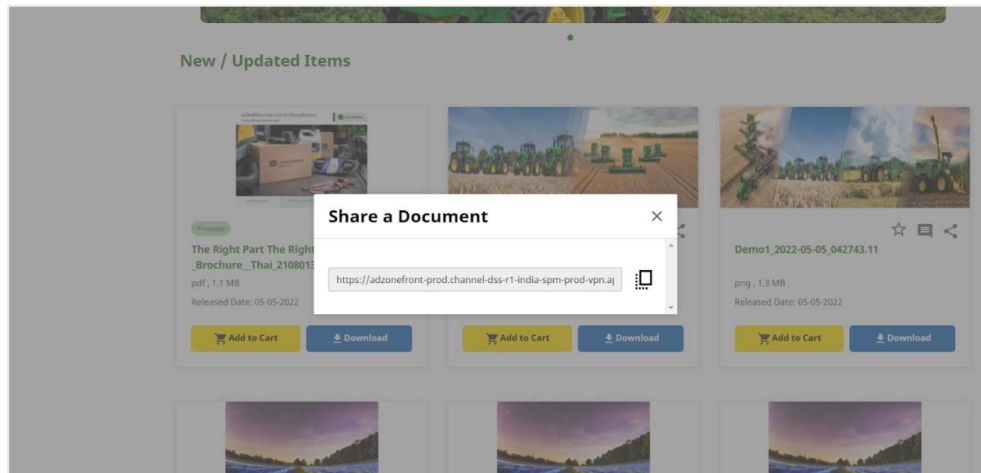 New / Updated Items
Printable
The Right Part The Right
_Brochure_Thai_2108013
pdf , 1.1 MB
Released Date: 05-05-2022
Add to Cart
Download
Share a Document
https://adzonefront-prod.channel-dss-r1-india-spm-prod-vpn.a
Add to Cart
Download
Demo1_2022-05-05_042743.11
png , 1.3 MB
Released Date: 05-05-2022
Add to Cart
Download